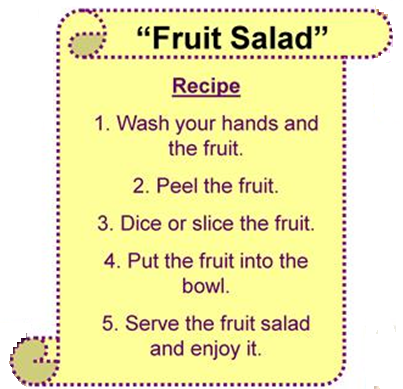 “Fruit Salad”
Recipe
1. Wash your hands and
the fruit.
2. Peel the fruit.
3. Dice or slice the fruit.
4. Put the fruit into the
bowl.
5. Serve the fruit salad
and enjoy it.